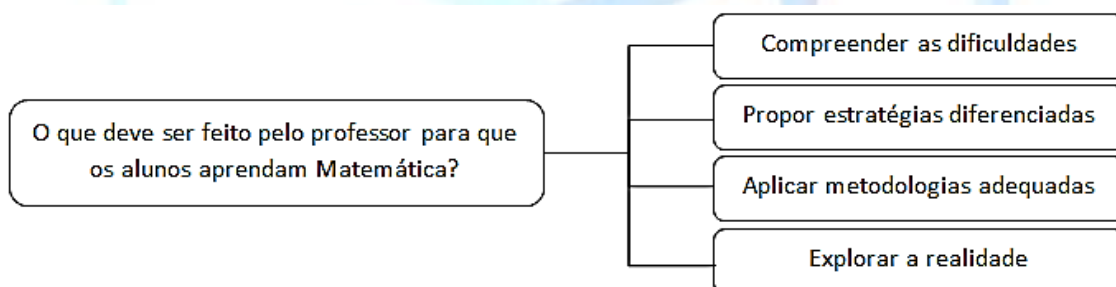 O que deve ser feito pelo professor para que
os alunos aprendam Matemática?
Compreender as dificuldades
Propor estratégias diferenciadas
Aplicar metodologias adequadas
Explorar a realidade